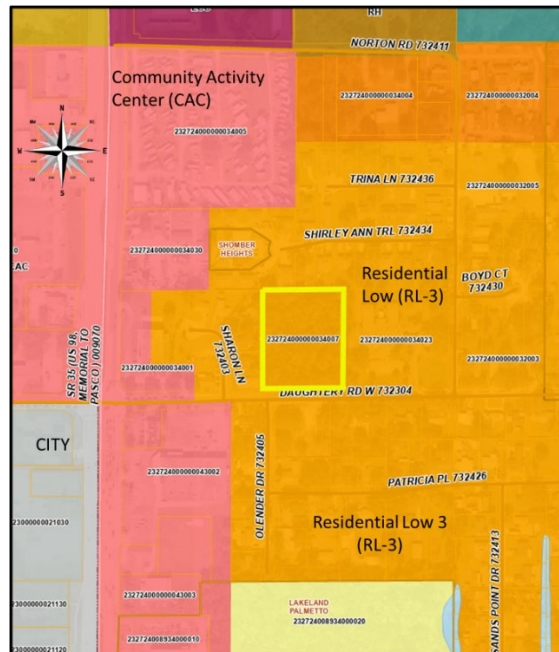 RH
NORTON RD 732411
Community Activity
Center (CAC)
232724000000034004
232724000000032004
232724000000034005
N
W
E
S
TRINA LN 732436
232724000000032005
SHIRLEY ANN TRL 732434
232724000000034030
SHOMBER
HEIGHTS
AC
Residential
Low (RL-3)
BOYD CT
732430
SR 35 (US 98,
MEMORIAL TO
PASCO) 009070
232724000000034001
SHARON LN
732403
232724000000034007
232724000000034023
232724000000032003
DAUGHTERY RD W 732304
CITY
232724000000043002
OLENDER DR 732405
PATRICIA PL 732426
23000000021030
Residential Low 3
(RL-3)
SANDS POINT DR 732413
232724000000043003
23000000021130
LAKELAND
PALMETTO
232724008934000020
232724008934000010
23000000021120